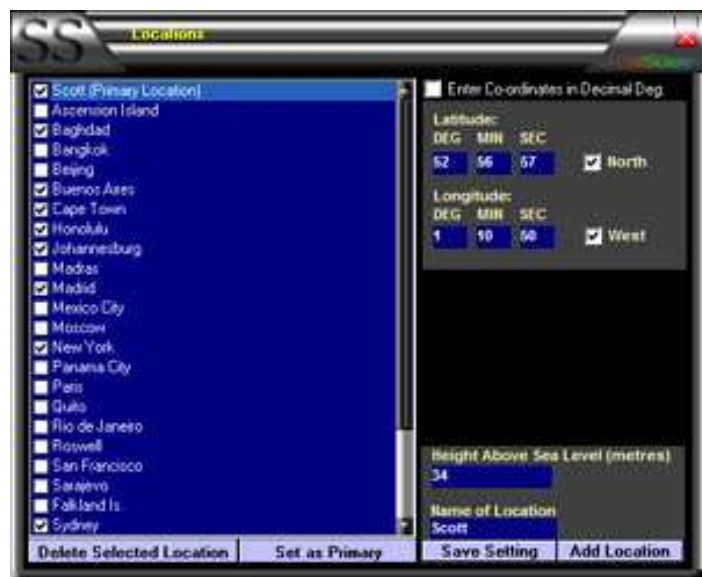 SS
Locations
Scott (Primary Location)
Ascension Island
Baghdad
Bangkok
Beijing
Buenos Aires
Cape Town
Honolulu
Johannesburg
Madras
Madrid
Mexico City
Moscow
New York
Panama City
Paris
Quito
Rio de Janeiro
Roswell
San Francisco
Sarajevo
Falkland Is.
Sydney
Delete Selected Location
Set as Primary
Enter Co-ordinates in Decimal Deg.
Latitude:
DEG MIN SEC
52 56 57 North
Longitude:
DEG MIN SEC
1 10 50 West
Height Above Sea Level (metres)
34
Name of Location
Scott
Save Setting
Add Location